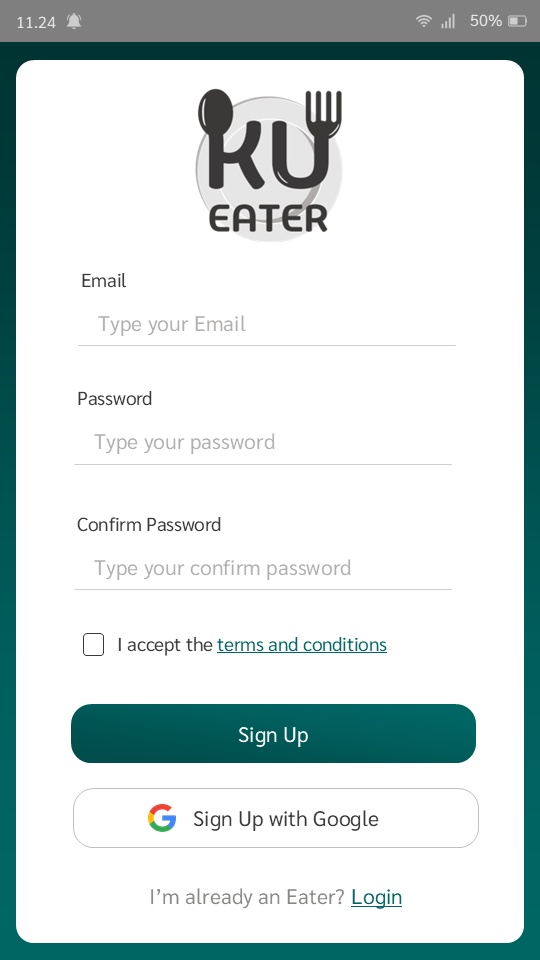 11.24
50%
KU
EATER
Email
Type your Email
Password
Type your password
Confirm Password
Type your confirm password
I accept the terms and conditions
Sign Up
Sign Up with Google
I’m already an Eater? Login